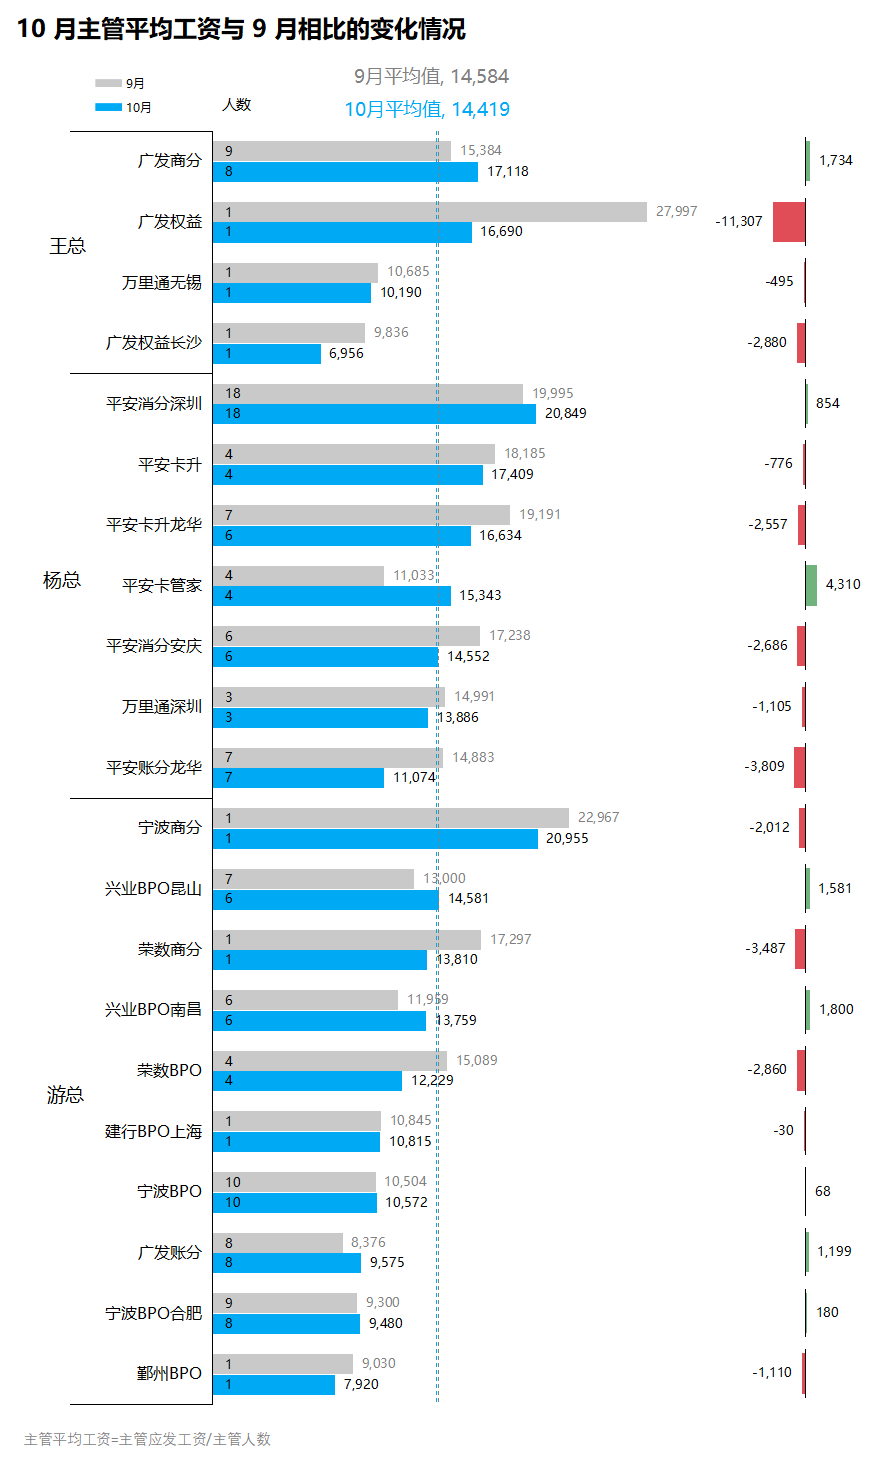 10 月主管平均工资与 9 月相比的变化情况
9月平均值, 14,584
9月
10月
人数
10月平均值, 14,419
王总
广发商分
9 15,384
8 17,118
1,734
广发权益
1 27,997
1 16,690
-11,307
万里通无锡
1 10,685
1 10,190
-495
广发权益长沙
1 9,836
1 6,956
-2,880
杨总
平安消分深圳
18 19,995
18 20,849
854
平安卡升
4 18,185
4 17,409
-776
平安卡升龙华
7 19,191
6 16,634
-2,557
平安卡管家
4 11,033
4 15,343
4,310
平安消分安庆
6 17,238
6 14,552
-2,686
万里通深圳
3 14,991
3 13,886
-1,105
平安账分龙华
7 14,883
7 11,074
-3,809
游总
宁波商分
1 22,967
1 20,955
-2,012
兴业BPO昆山
7 13,000
6 14,581
1,581
荣数商分
1 17,297
1 13,810
-3,487
兴业BPO南昌
6 11,959
6 13,759
1,800
荣数BPO
4 15,089
4 12,229
-2,860
建行BPO上海
1 10,845
1 10,815
-30
宁波BPO
10 10,504
10 10,572
68
广发账分
8 8,376
8 9,575
1,199
宁波BPO合肥
9 9,300
8 9,480
180
鄞州BPO
1 9,030
1 7,920
-1,110
主管平均工资=主管应发工资/主管人数